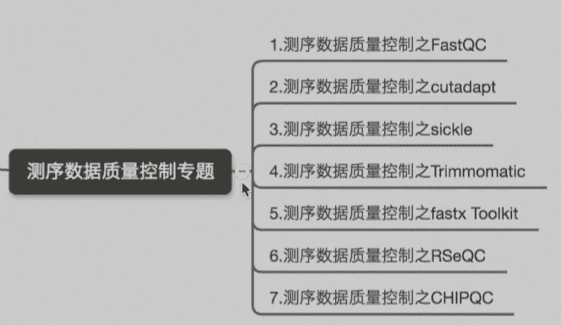 测序数据质量控制专题
1.测序数据质量控制之FastQC
2.测序数据质量控制之cutadapt
3.测序数据质量控制之sickle
4.测序数据质量控制之Trimmomatic
5.测序数据质量控制之fastx Toolkit
6.测序数据质量控制之RSeQC
7.测序数据质量控制之CHIPQC